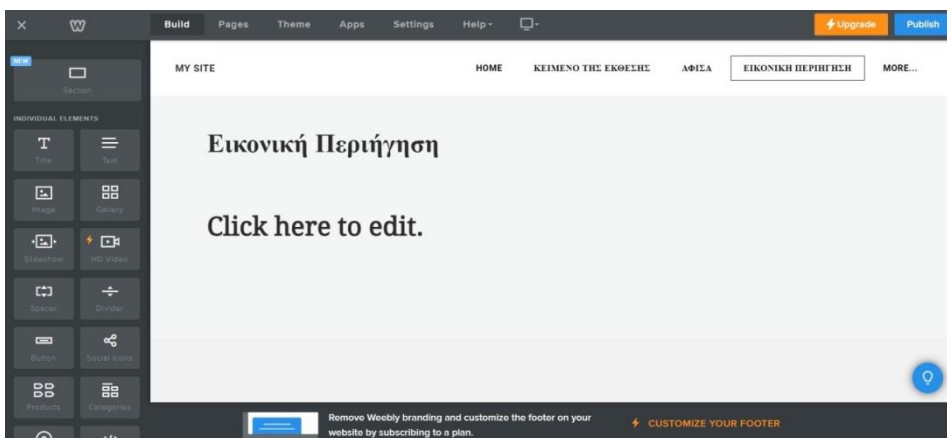 Build Pages Theme Apps Settings Help
Upgrade Publish
NEW
Section
MY SITE HOME ΚΕΙΜΕΝΟ ΤΗΣ ΕΚΘΕΣΗΣ ΑΦΙΣΑ ΕΙΚΟΝΙΚΗ ΠΕΡΙΗΓΗΣΗ MORE...
INDIVIDUAL ELEMENTS
Title Text
Image Gallery
Slideshow HD Video
Spacer Divider
Button Social Icons
Products Categories
Εικονική Περιήγηση
Click here to edit.
Remove Weebly branding and customize the footer on your
website by subscribing to a plan.
CUSTOMIZE YOUR FOOTER